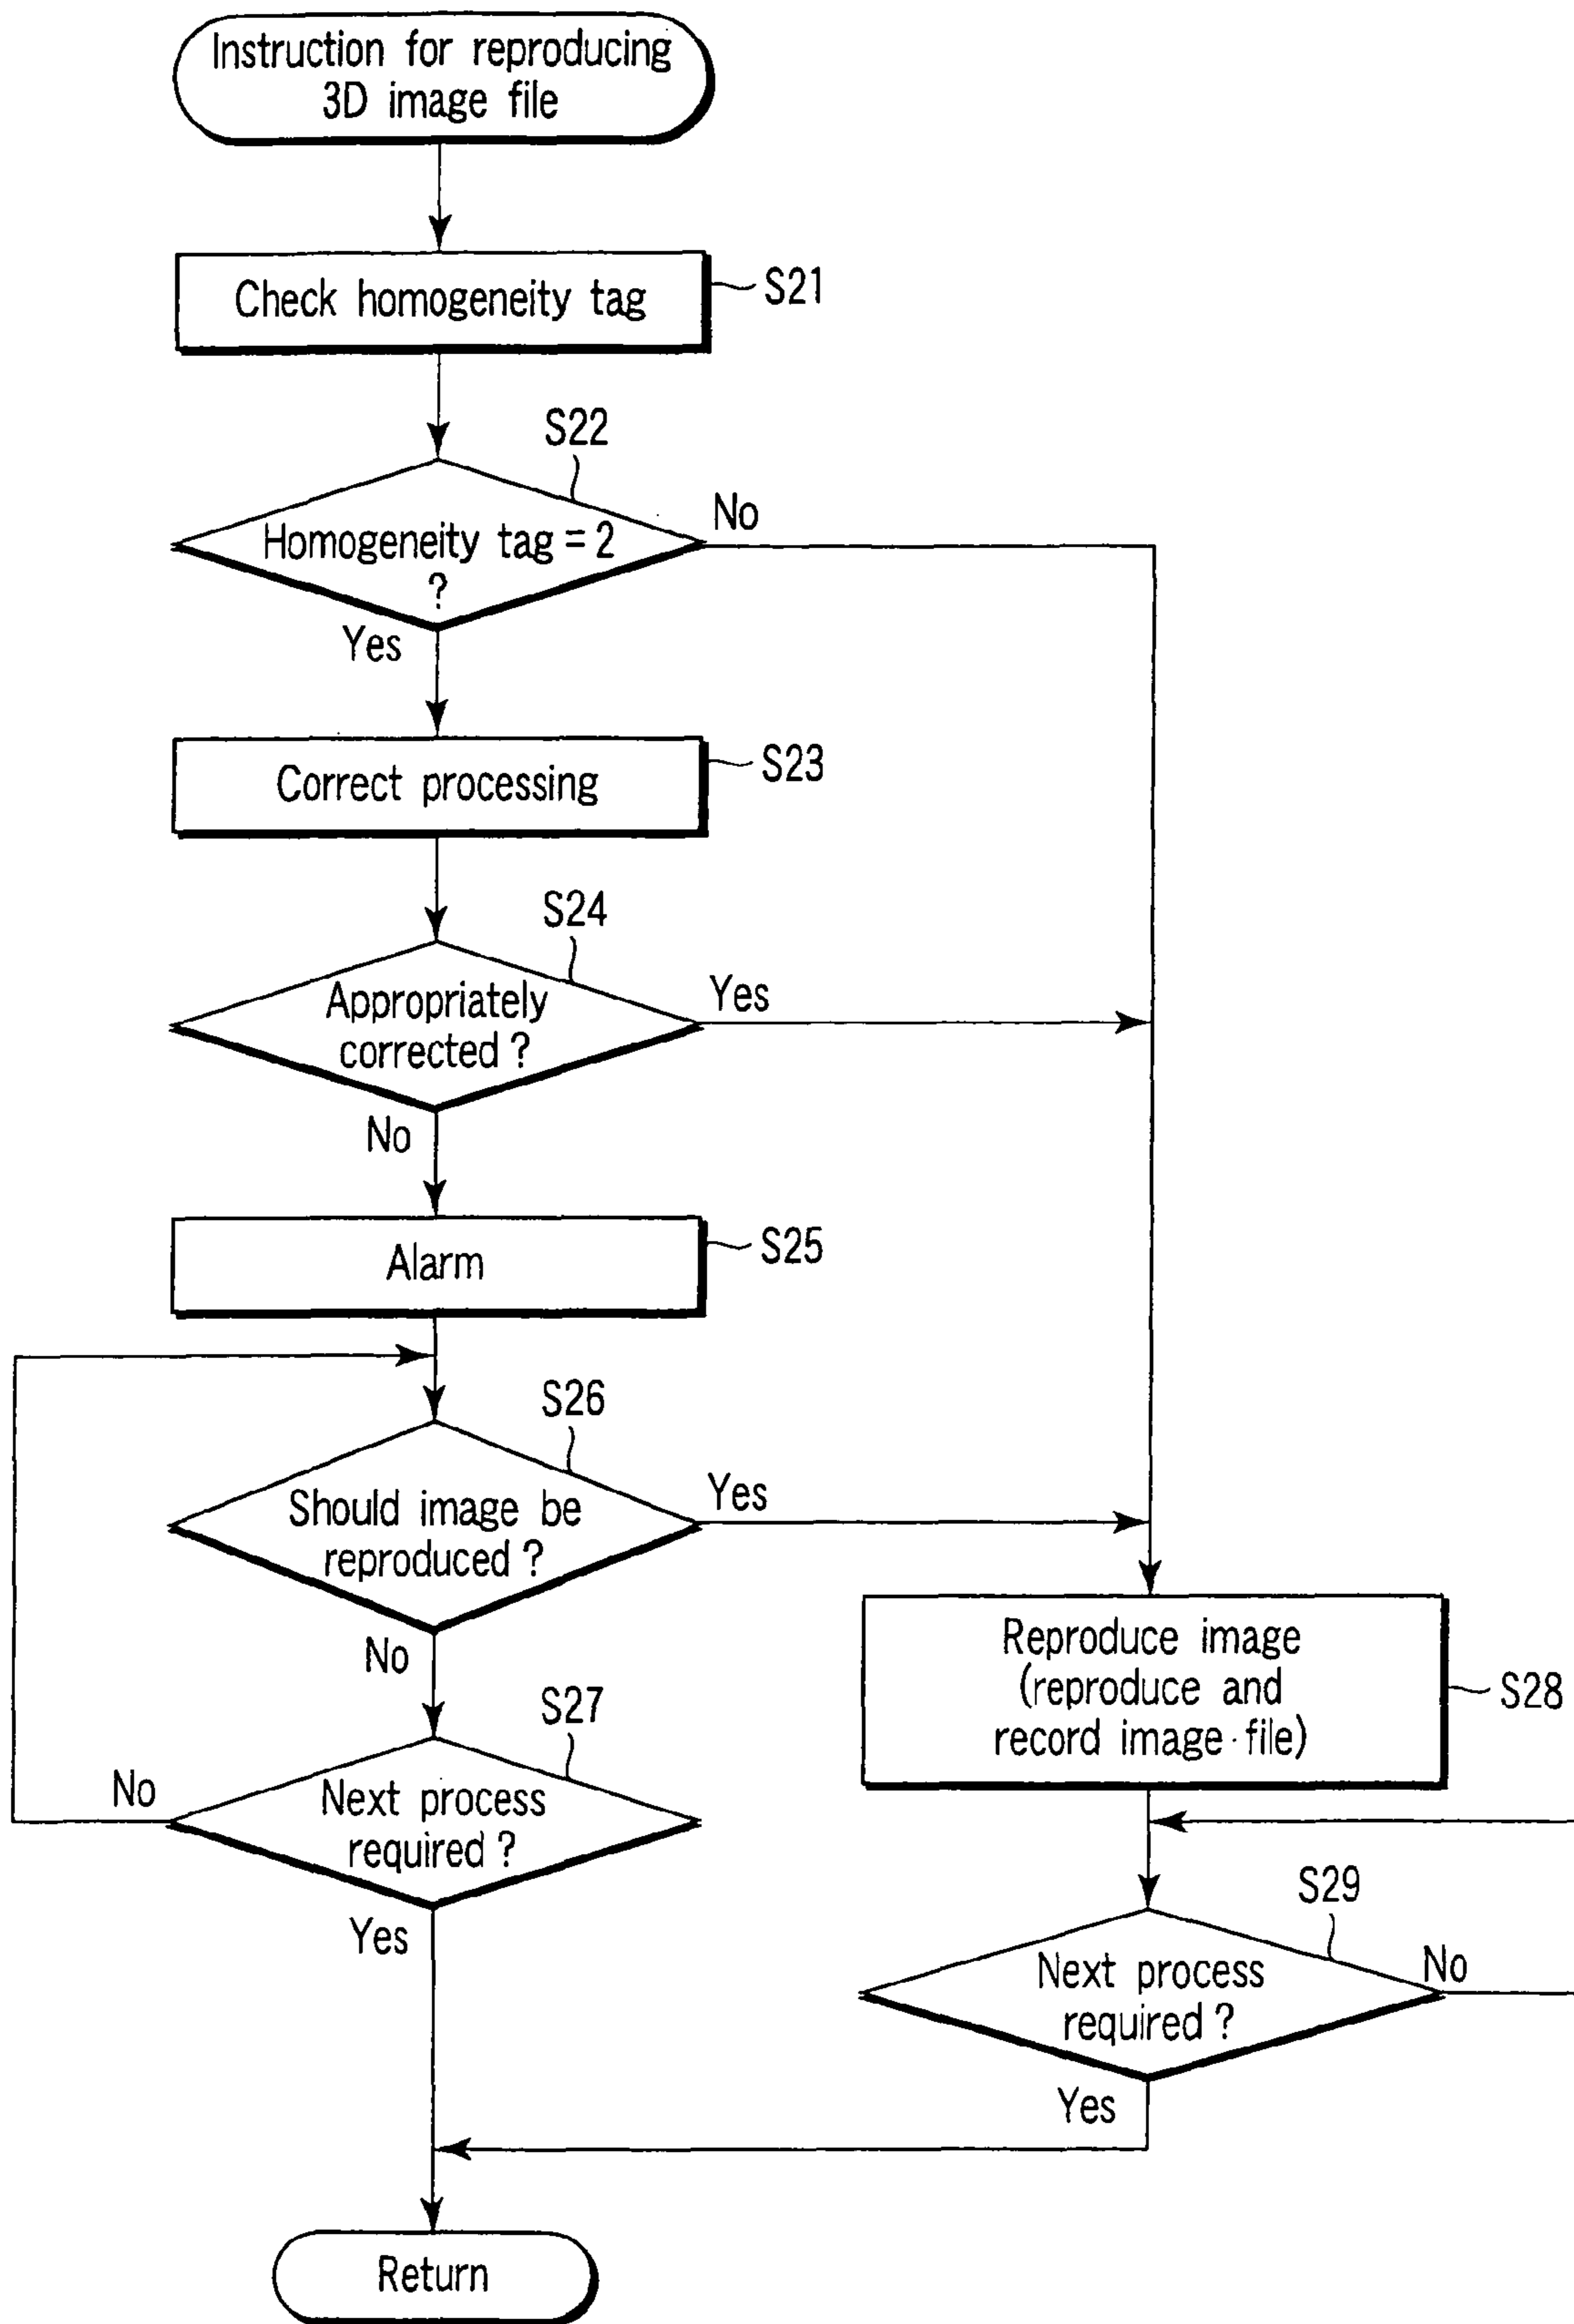 Instruction for reproducing
3D image file
Check homogeneity tag
S21
S22
Homogeneity tag = 2
?
No
Yes
Correct processing
S23
S24
Appropriately
corrected ?
Yes
No
Alarm
S25
S26
Should image be
reproduced ?
Yes
No
S27
Next process
required ?
No
Yes
Reproduce image
(reproduce and
record image file)
S28
S29
Next process
required ?
No
Yes
Return